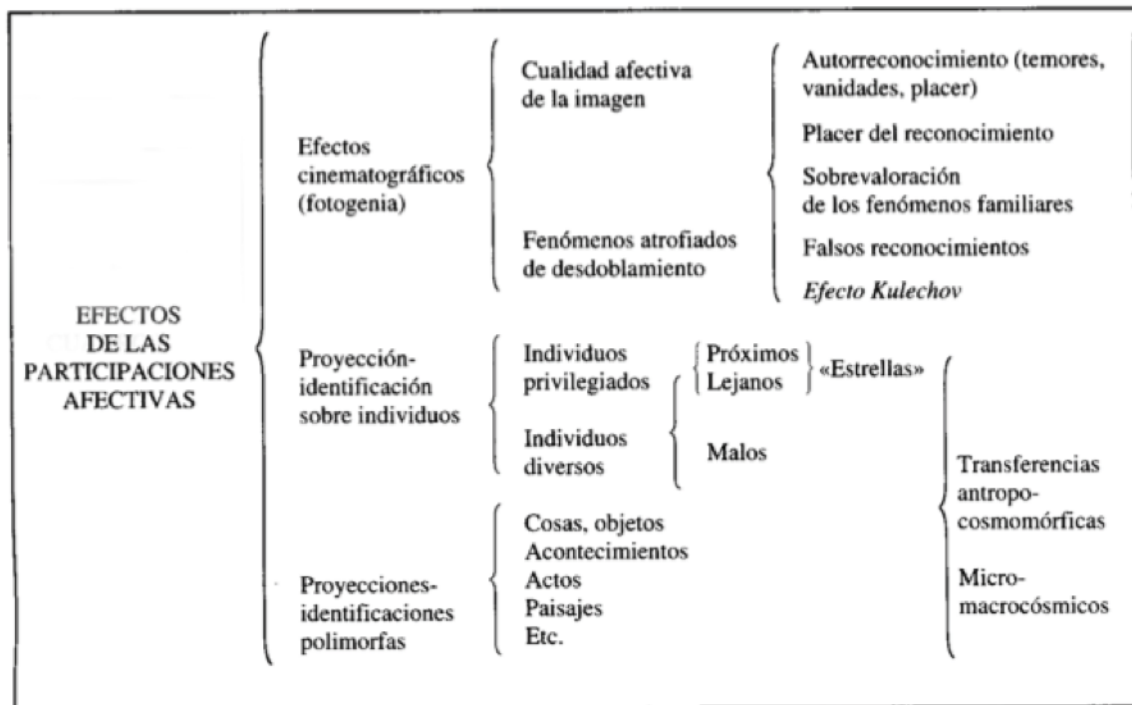 EFECTOS
DE LAS
PARTICIPACIONES
AFECTIVAS
Efectos
cinematográficos
(fotogenia)
Cualidad afectiva
de la imagen
Fenómenos atrofiados
de desdoblamiento
Autorreconocimiento (temores,
vanidades, placer)
Placer del reconocimiento
Sobrevaloración
de los fenómenos familiares
Falsos reconocimientos
Efecto Kulechov
Proyección-
identificación
sobre individuos
Individuos
privilegiados
Individuos
diversos
Próximos
Lejanos
«Estrellas»
Malos
Proyecciones-
identificaciones
polimorfas
Cosas, objetos
Acontecimientos
Actos
Paisajes
Etc.
Transferencias
antropo-
cosmomórficas
Micro-
macrocósmicos